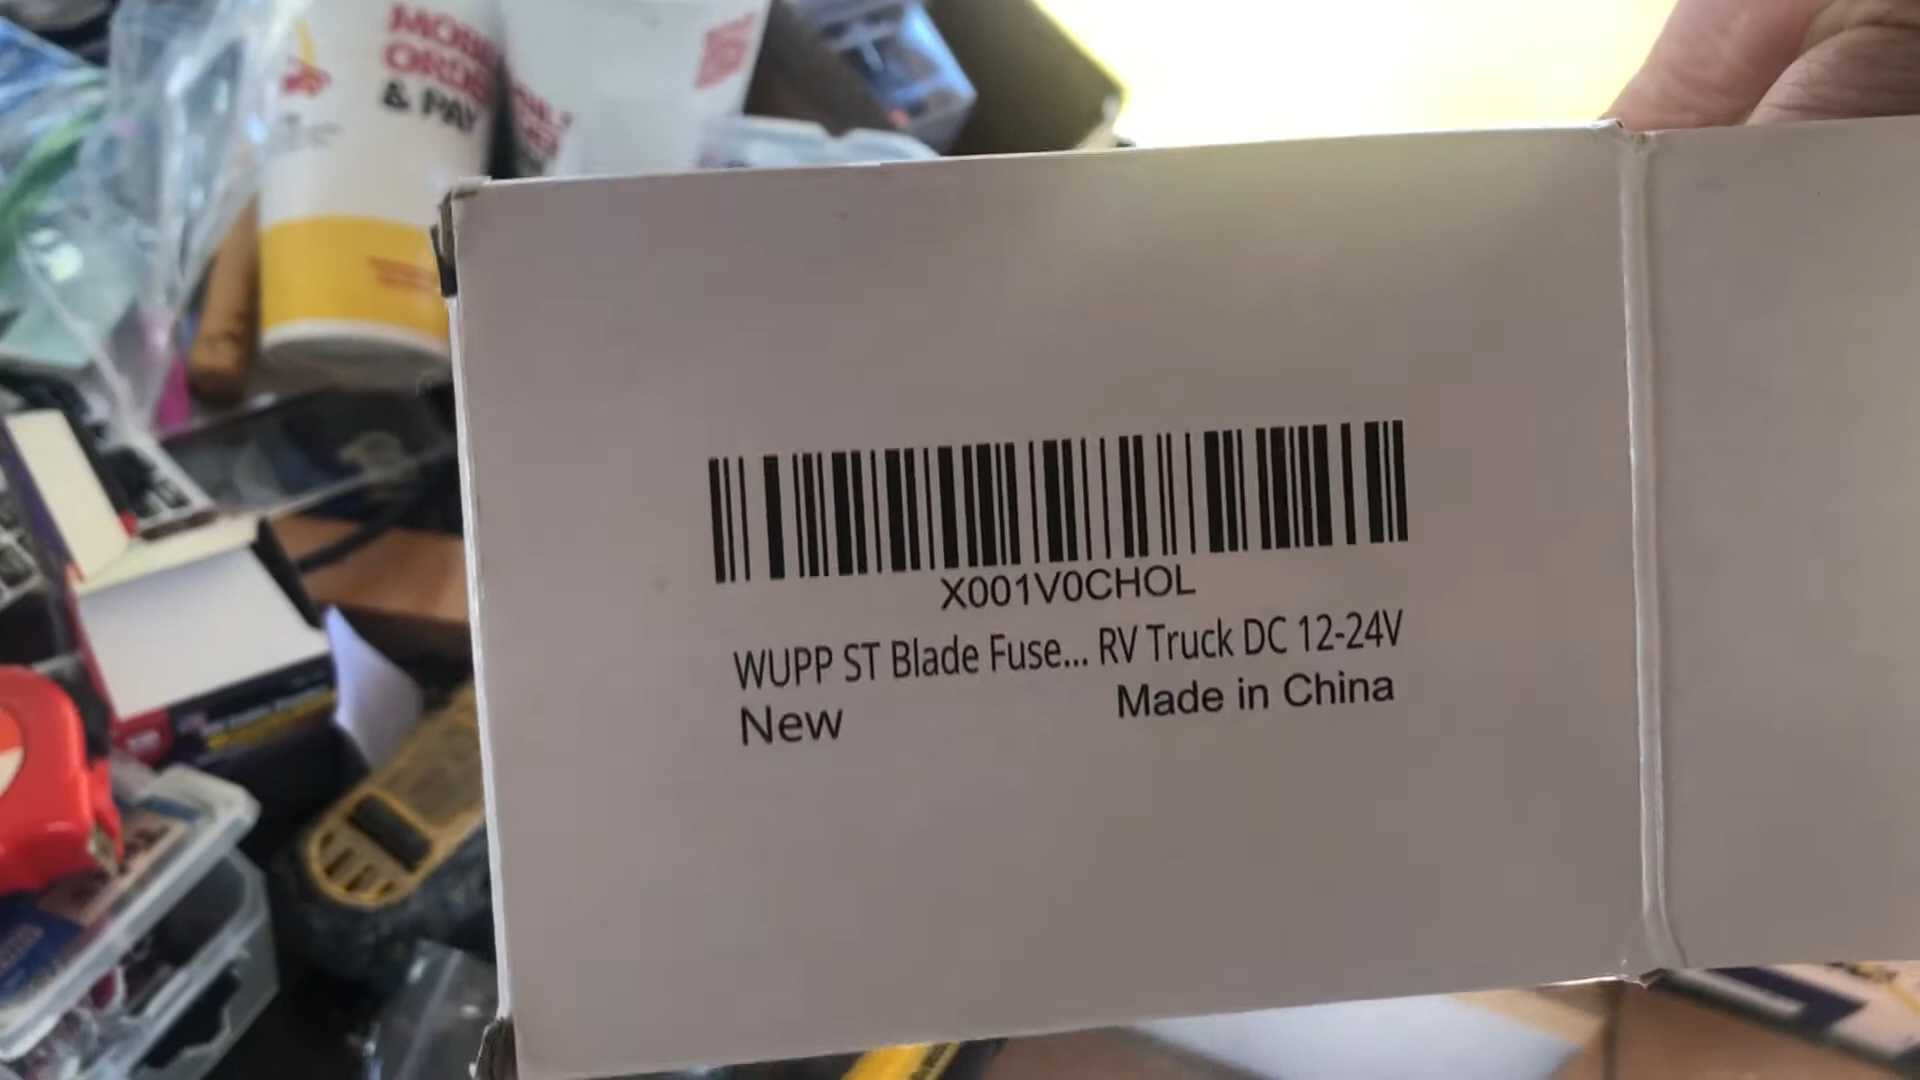 MOBILE
ORDER
& PAY
X001V0CHOL
WUPP ST Blade Fuse... RV Truck DC 12-24V
New
Made in China